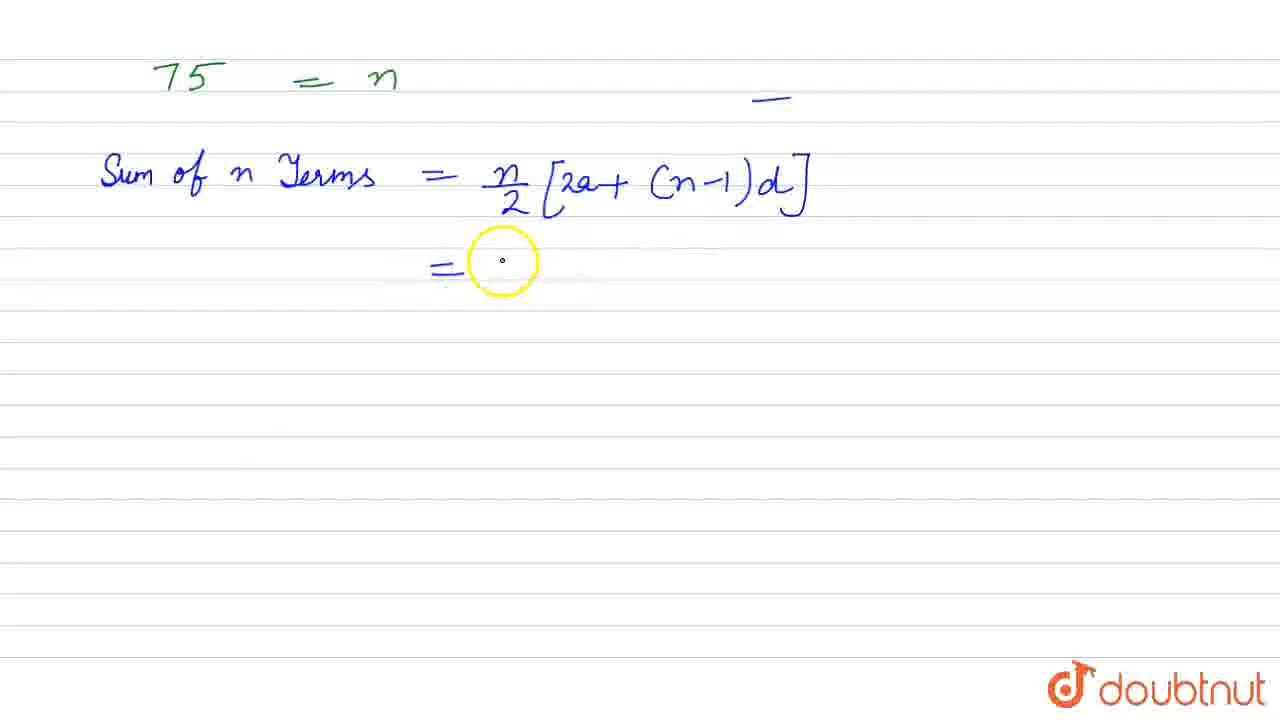 75 = n
Sum of n Terms = n/2 [2a + (n-1)d]
=
doubtnut